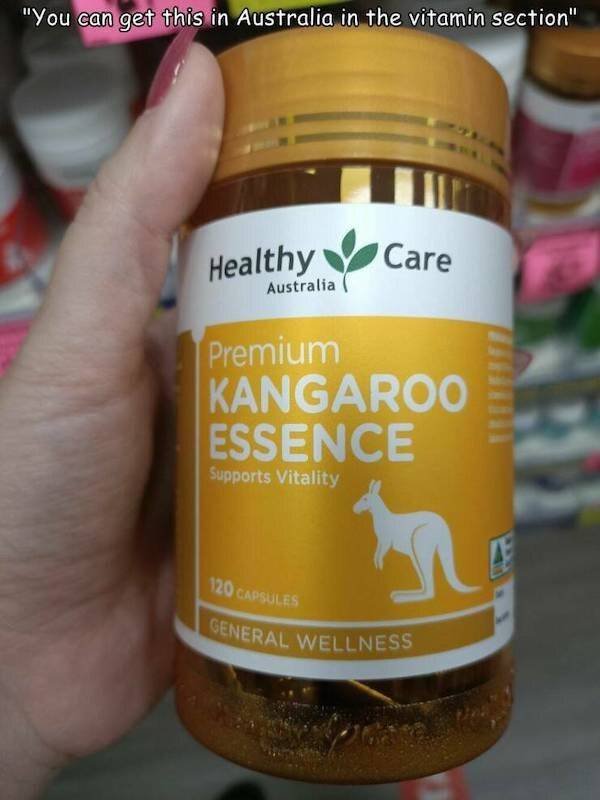 "You can get this in Australia in the vitamin section"
Healthy Care
Australia
Premium
KANGAROO
ESSENCE
Supports Vitality
120 CAPSULES
GENERAL WELLNESS